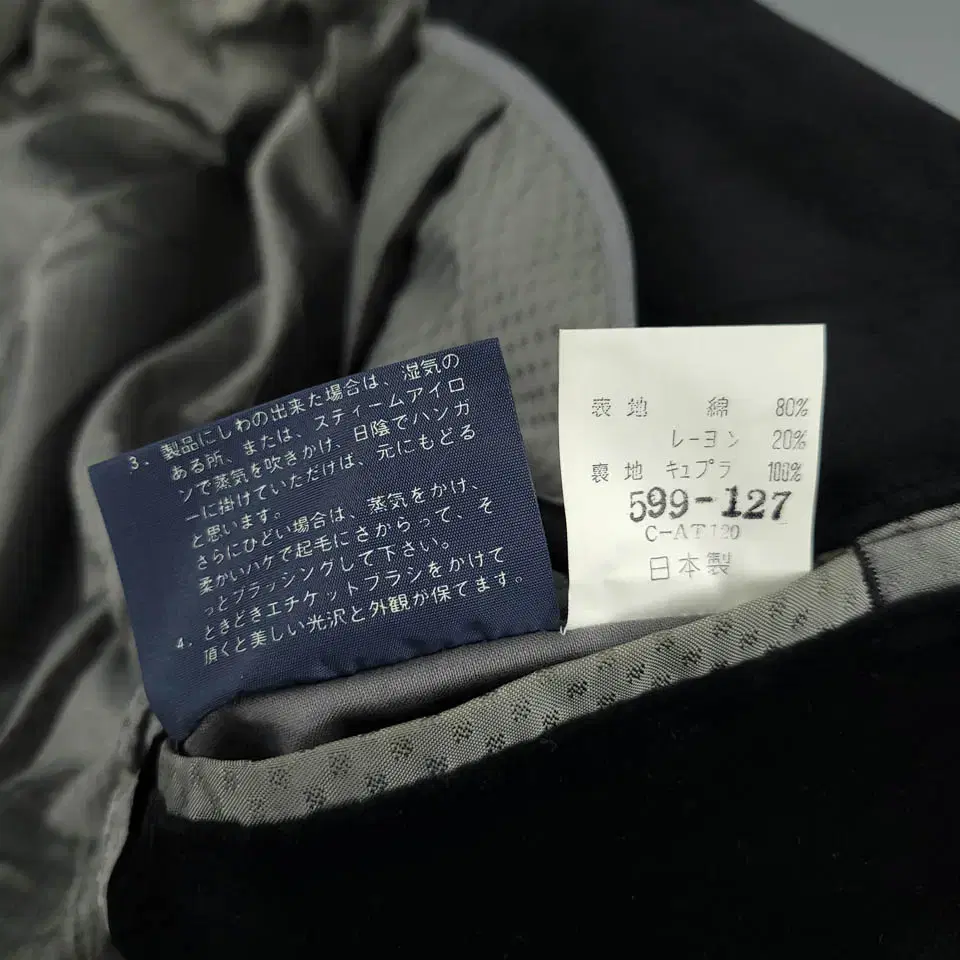 3. 製品にしわの出来た場合は、湿気の
ある所、または、スティームアイロ
ンで蒸気を吹きかけ、日陰でハンガ
ーに掛けていただけば、元にもどる
と思います。
さらにひどい場合は、蒸気をかけ、
柔かいハケで起毛にさからって、そ
っとブラッシングして下さい。
4. ときどきエチケットブラシをかけて
頂くと美しい光沢と外観が保てます。
表地 綿 80%
レーヨン 20%
裏地 キュプラ 100%
599-127
C-AT120
日本製